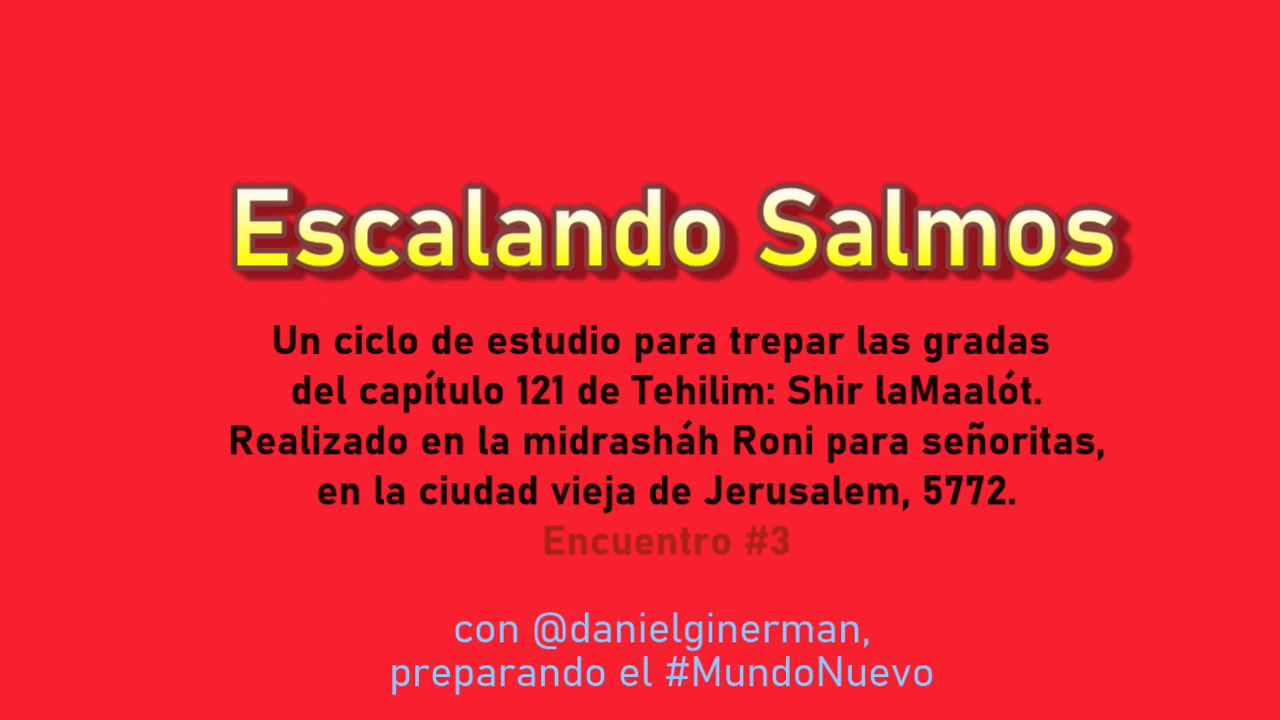 Escalando Salmos
Un ciclo de estudio para trepar las gradas
del capítulo 121 de Tehilim: Shir laMaalót.
Realizado en la midrasháh Roni para señoritas,
en la ciudad vieja de Jerusalem, 5772.
Encuentro #3
con @danielginerman,
preparando el #MundoNuevo